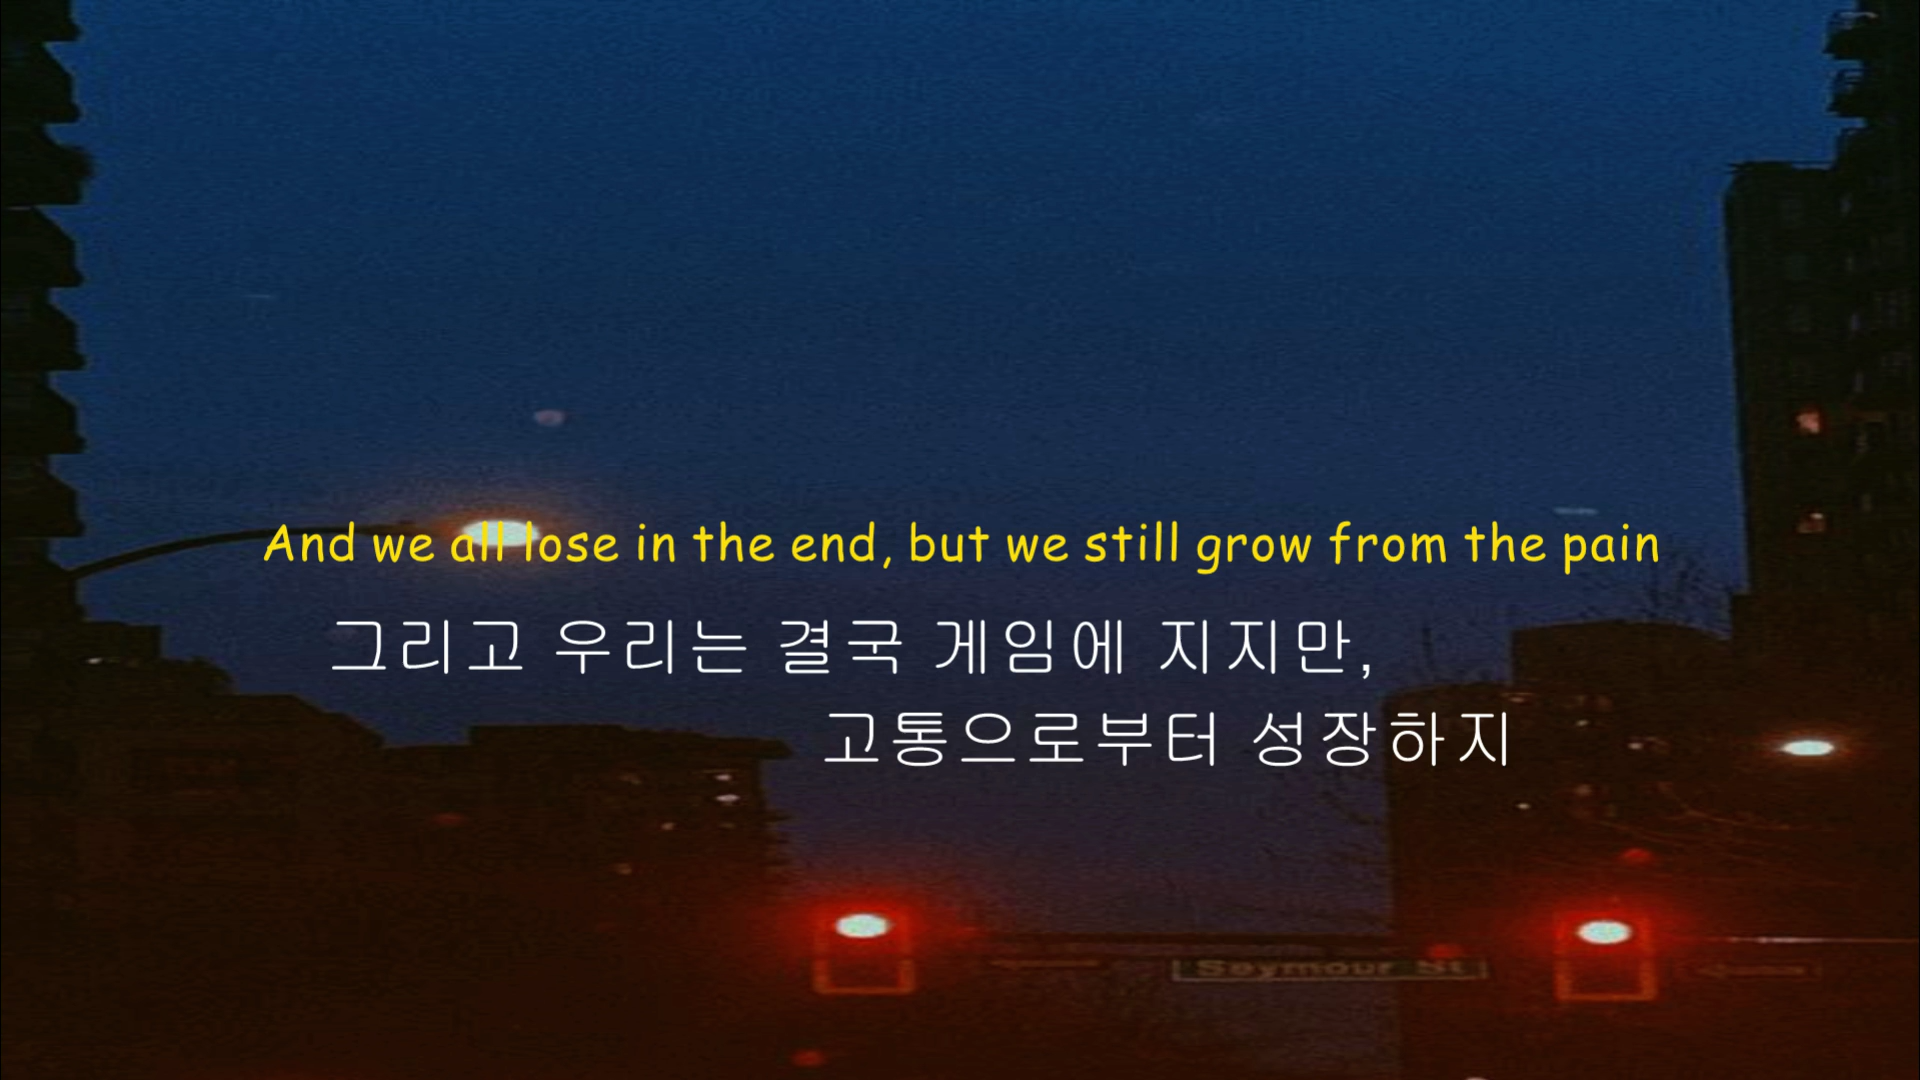 And we all lose in the end, but we still grow from the pain
그리고 우리는 결국 게임에 지지만,
고통으로부터 성장하지
Seymour St